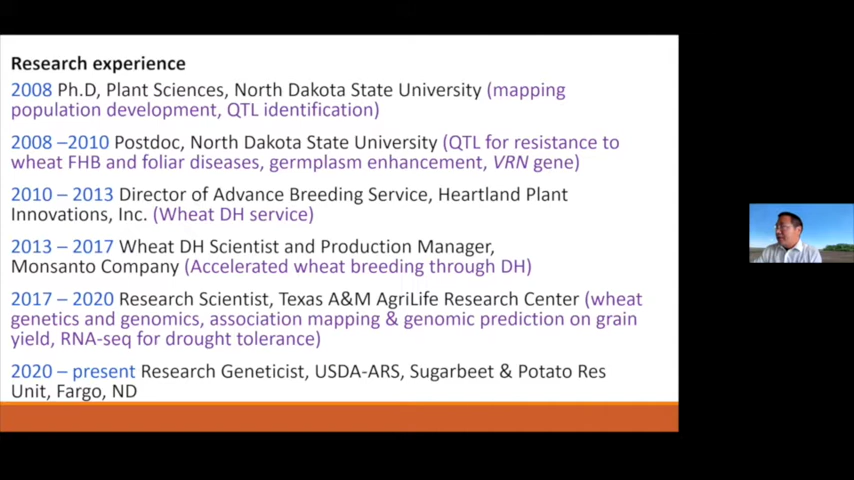 Research experience
2008 Ph.D, Plant Sciences, North Dakota State University (mapping
population development, QTL identification)
2008 –2010 Postdoc, North Dakota State University (QTL for resistance to
wheat FHB and foliar diseases, germplasm enhancement, VRN gene)
2010 – 2013 Director of Advance Breeding Service, Heartland Plant
Innovations, Inc. (Wheat DH service)
2013 – 2017 Wheat DH Scientist and Production Manager,
Monsanto Company (Accelerated wheat breeding through DH)
2017 – 2020 Research Scientist, Texas A&M AgriLife Research Center (wheat
genetics and genomics, association mapping & genomic prediction on grain
yield, RNA-seq for drought tolerance)
2020 – present Research Geneticist, USDA-ARS, Sugarbeet & Potato Res
Unit, Fargo, ND